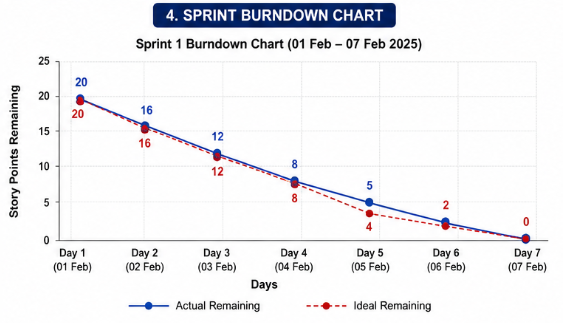 4. SPRINT BURNDOWN CHART
Sprint 1 Burndown Chart (01 Feb – 07 Feb 2025)
Story Points Remaining
25
20
15
10
5
0
20
16
12
8
5
2
0
20
16
12
8
4
Day 1
(01 Feb)
Day 2
(02 Feb)
Day 3
(03 Feb)
Day 4
(04 Feb)
Day 5
(05 Feb)
Day 6
(06 Feb)
Day 7
(07 Feb)
Days
Actual Remaining
Ideal Remaining